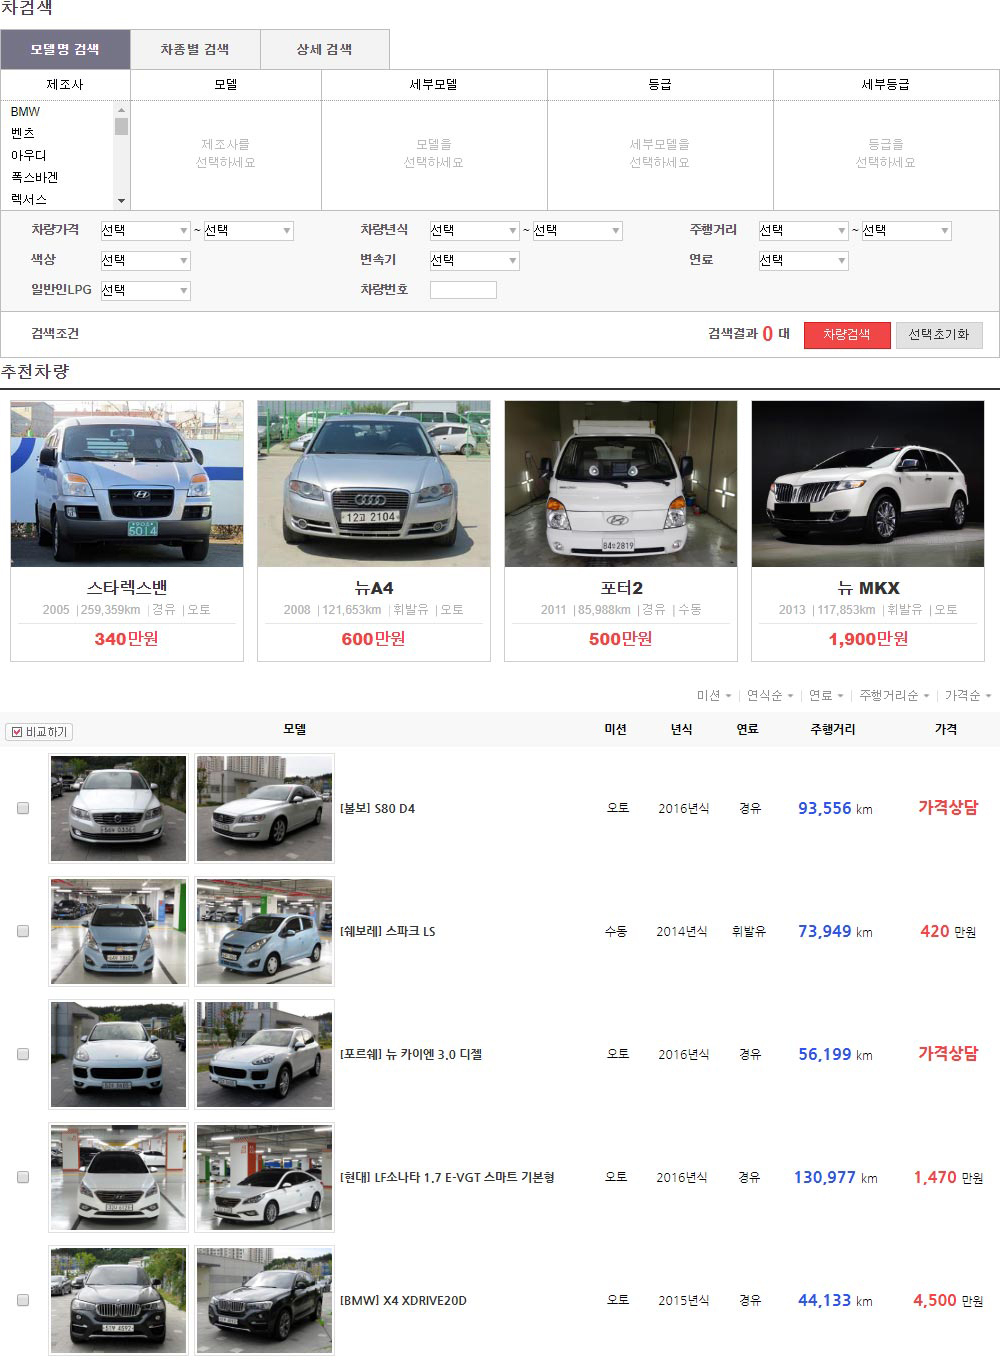 차검색
모델명 검색 차종별 검색 상세 검색
제조사 모델 세부모델 등급 세부등급
BMW
벤츠
아우디
폭스바겐
렉서스
제조사를
선택하세요
모델을
선택하세요
세부모델을
선택하세요
등급을
선택하세요
차량가격 선택 ~ 선택 차량년식 선택 ~ 선택 주행거리 선택 ~ 선택
색상 선택 변속기 선택 연료 선택
일반인LPG 선택 차량번호
검색조건 검색결과 0 대 차량검색 선택초기화
추천차량
5014
12고 2104
2819
스타렉스밴 뉴A4 포터2 뉴 MKX
2005 | 259,359km | 경유 | 오토 2008 | 121,653km | 휘발유 | 오토 2011 | 85,988km | 경유 | 수동 2013 | 117,853km | 휘발유 | 오토
340만원 600만원 500만원 1,900만원
미션 연식순 연료 주행거리순 가격순
비교하기 모델 미션 년식 연료 주행거리 가격
[볼보] S80 D4 오토 2016년식 경유 93,556 km 가격상담
[쉐보레] 스파크 LS 수동 2014년식 휘발유 73,949 km 420 만원
[포르쉐] 뉴 카이엔 3.0 디젤 오토 2016년식 경유 56,199 km 가격상담
[현대] LF소나타 1.7 E-VGT 스마트 기본형 오토 2016년식 경유 130,977 km 1,470 만원
[BMW] X4 XDRIVE20D 오토 2015년식 경유 44,133 km 4,500 만원